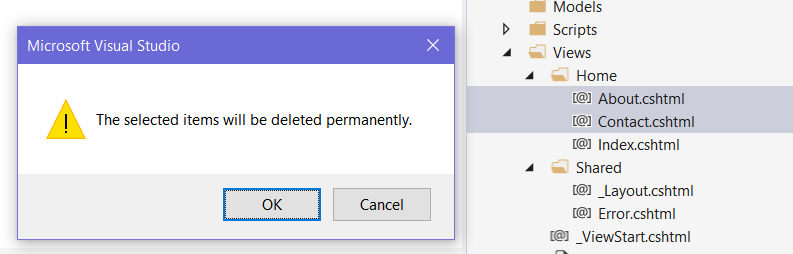 Microsoft Visual Studio
The selected items will be deleted permanently.
OK
Cancel
Models
Scripts
Views
Home
[@] About.cshtml
[@] Contact.cshtml
[@] Index.cshtml
Shared
[@] _Layout.cshtml
[@] Error.cshtml
[@] _ViewStart.cshtml